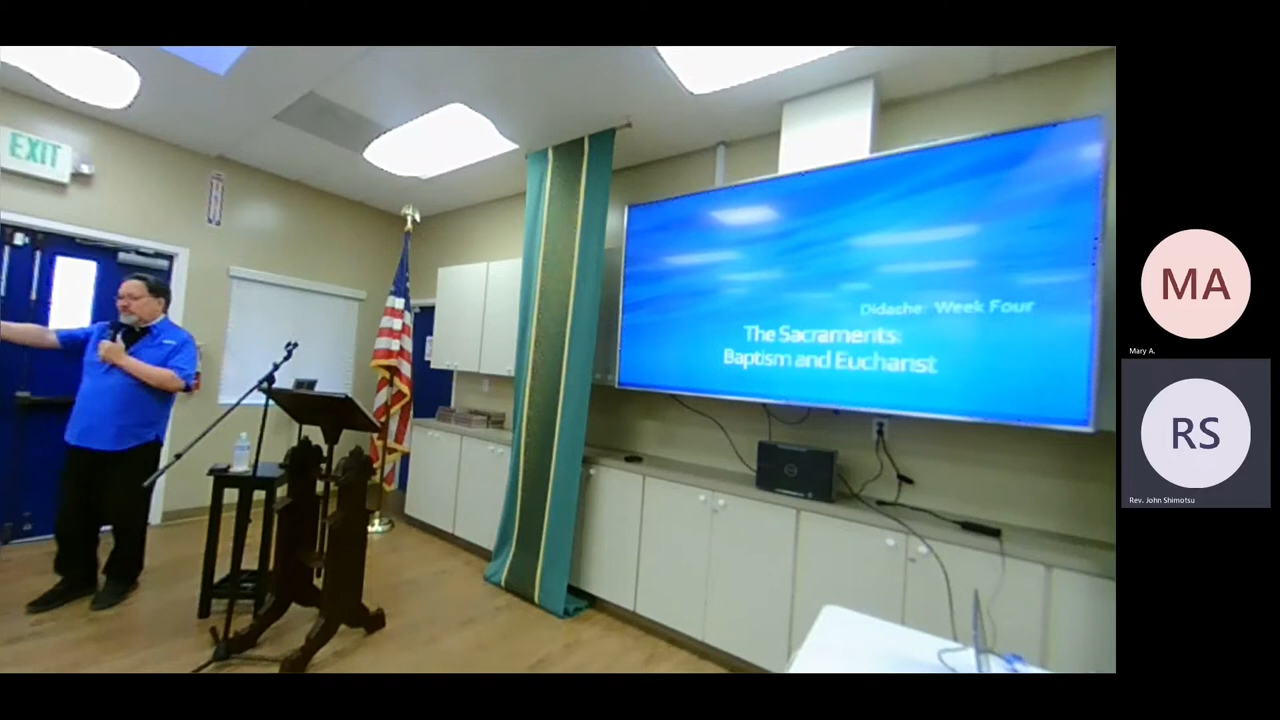 EXIT
Didache: Week Four
The Sacraments:
Baptism and Eucharist
MA
Mary A.
RS
Rev. John Shimotsu